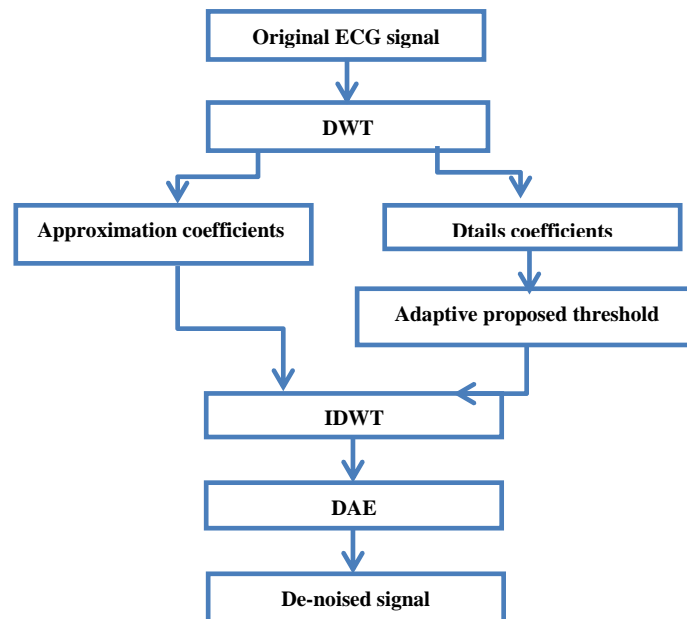 Original ECG signal
DWT
Approximation coefficients
Dtails coefficients
Adaptive proposed threshold
IDWT
DAE
De-noised signal